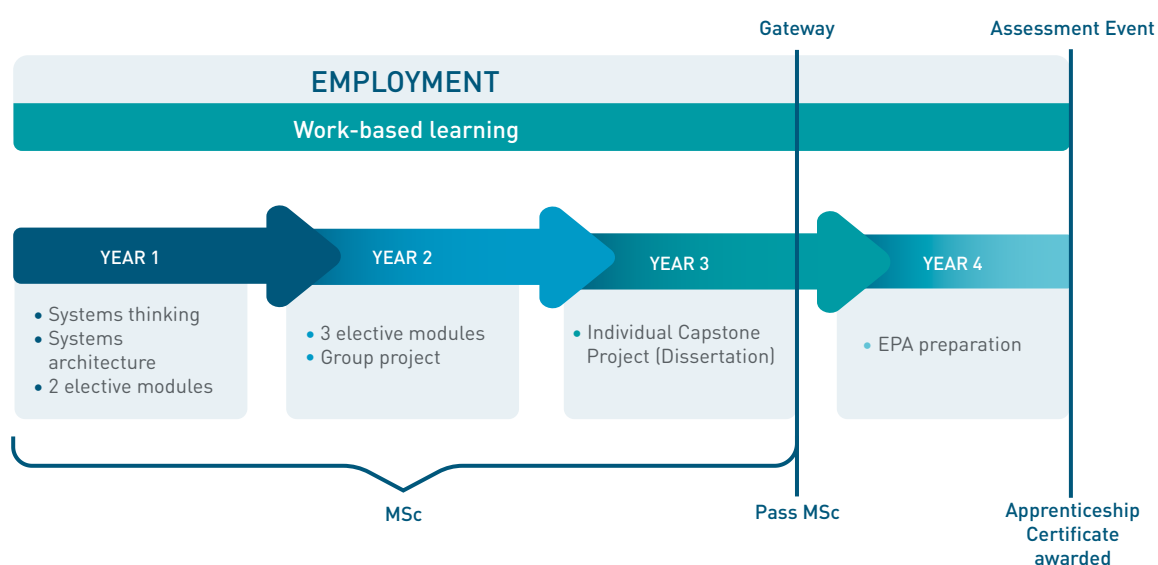 Gateway
Assessment Event
EMPLOYMENT
Work-based learning
YEAR 1
YEAR 2
YEAR 3
YEAR 4
• Systems thinking
• Systems
architecture
• 2 elective modules
• 3 elective modules
• Group project
• Individual Capstone
Project (Dissertation)
• EPA preparation
MSc
Pass MSc
Apprenticeship
Certificate
awarded